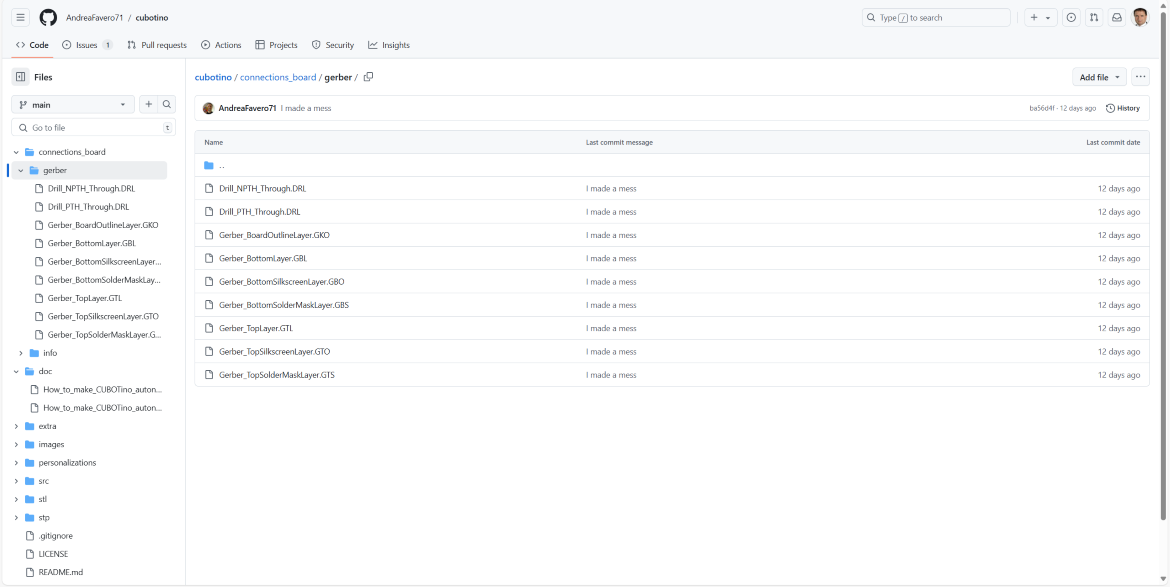 AndreaFavero71 / cubotino
Type / to search
Code
Issues 1
Pull requests
Actions
Projects
Security
Insights
Files
main
Go to file
t
connections_board
gerber
Drill_NPTH_Through.DRL
Drill_PTH_Through.DRL
Gerber_BoardOutlineLayer.GKO
Gerber_BottomLayer.GBL
Gerber_BottomSilkscreenLayer...
Gerber_BottomSolderMaskLay...
Gerber_TopLayer.GTL
Gerber_TopSilkscreenLayer.GTO
Gerber_TopSolderMaskLayer.G...
info
doc
How_to_make_CUBOTino_auton...
How_to_make_CUBOTino_auton...
extra
images
personalizations
src
stl
stp
.gitignore
LICENSE
README.md
cubotino / connections_board / gerber /
Add file
AndreaFavero71 I made a mess
ba56d4f · 12 days ago
History
Name Last commit message Last commit date
..
Drill_NPTH_Through.DRL I made a mess 12 days ago
Drill_PTH_Through.DRL I made a mess 12 days ago
Gerber_BoardOutlineLayer.GKO I made a mess 12 days ago
Gerber_BottomLayer.GBL I made a mess 12 days ago
Gerber_BottomSilkscreenLayer.GBO I made a mess 12 days ago
Gerber_BottomSolderMaskLayer.GBS I made a mess 12 days ago
Gerber_TopLayer.GTL I made a mess 12 days ago
Gerber_TopSilkscreenLayer.GTO I made a mess 12 days ago
Gerber_TopSolderMaskLayer.GTS I made a mess 12 days ago